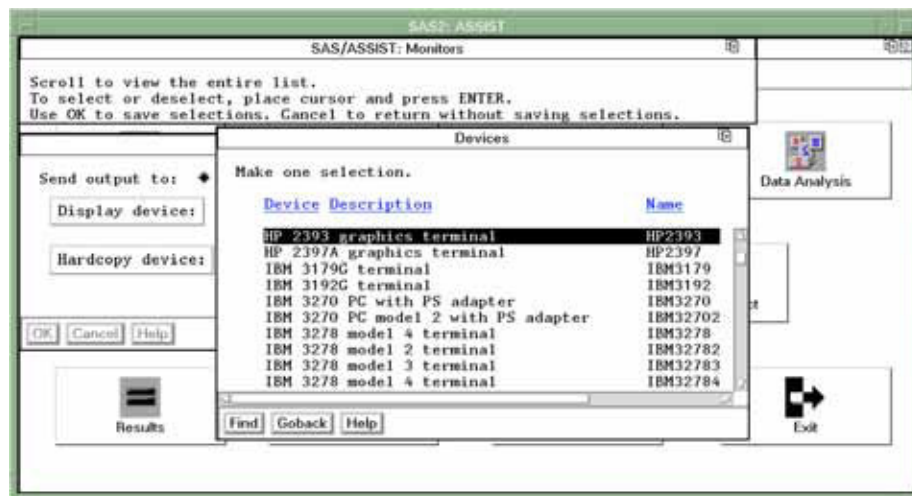 SAS2: ASSIST
SAS/ASSIST: Monitors
Scroll to view the entire list.
To select or deselect, place cursor and press ENTER.
Use OK to save selections. Cancel to return without saving selections.
Devices
Make one selection.
Device Description Name
HP 2393 graphics terminal HP2393
HP 2397A graphics terminal HP2397
IBM 3179G terminal IBM3179
IBM 3192G terminal IBM3192
IBM 3270 PC with PS adapter IBM3270
IBM 3270 PC model 2 with PS adapter IBM32702
IBM 3278 model 4 terminal IBM3278
IBM 3278 model 2 terminal IBM32782
IBM 3278 model 3 terminal IBM32783
IBM 3278 model 4 terminal IBM32784
Find Goback Help
Send output to:
Display device:
Hardcopy device:
OK Cancel Help
Data Analysis
Results
Exit